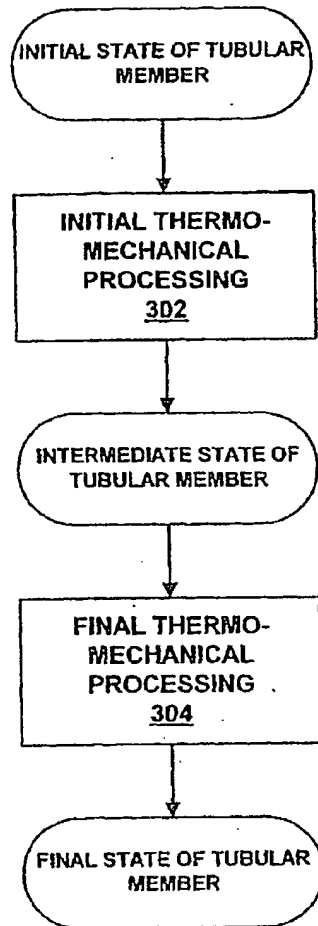 INITIAL STATE OF TUBULAR
MEMBER
INITIAL THERMO-
MECHANICAL
PROCESSING
302
INTERMEDIATE STATE OF
TUBULAR MEMBER
FINAL THERMO-
MECHANICAL
PROCESSING
304
FINAL STATE OF TUBULAR
MEMBER